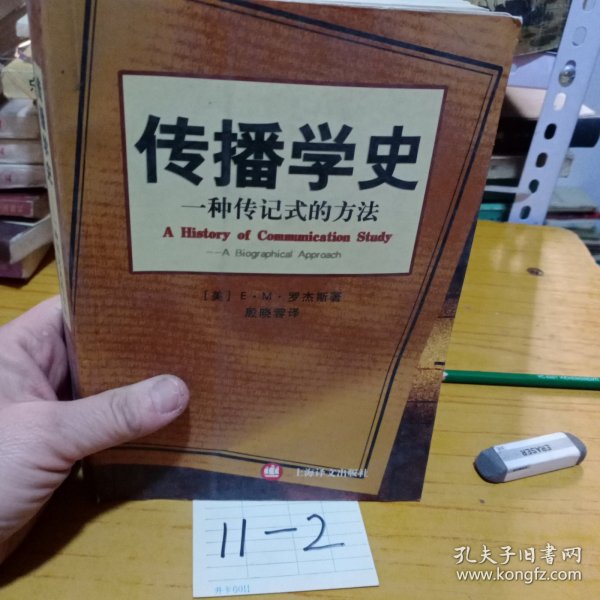 传播学史
一种传记式的方法
A History of Communication Study
——A Biographical Approach
［美］E·M·罗杰斯著
殷晓蓉译
上海译文出版社
ERASER
11-2
孔夫子旧书网
www.kongfz.com